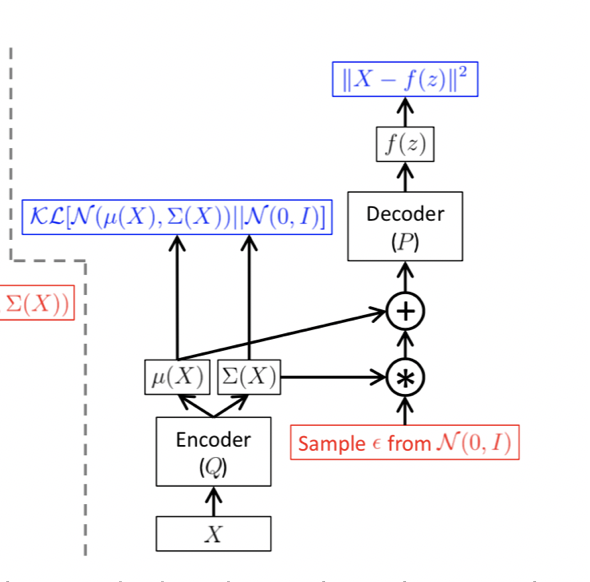 ‖X − f(z)‖²
f(z)
Decoder
(P)
𝒦ℒ[𝒩(μ(X), Σ(X))||𝒩(0, I)]
Σ(X))
+
μ(X)
Σ(X)
*
Encoder
(Q)
Sample ϵ from 𝒩(0, I)
X